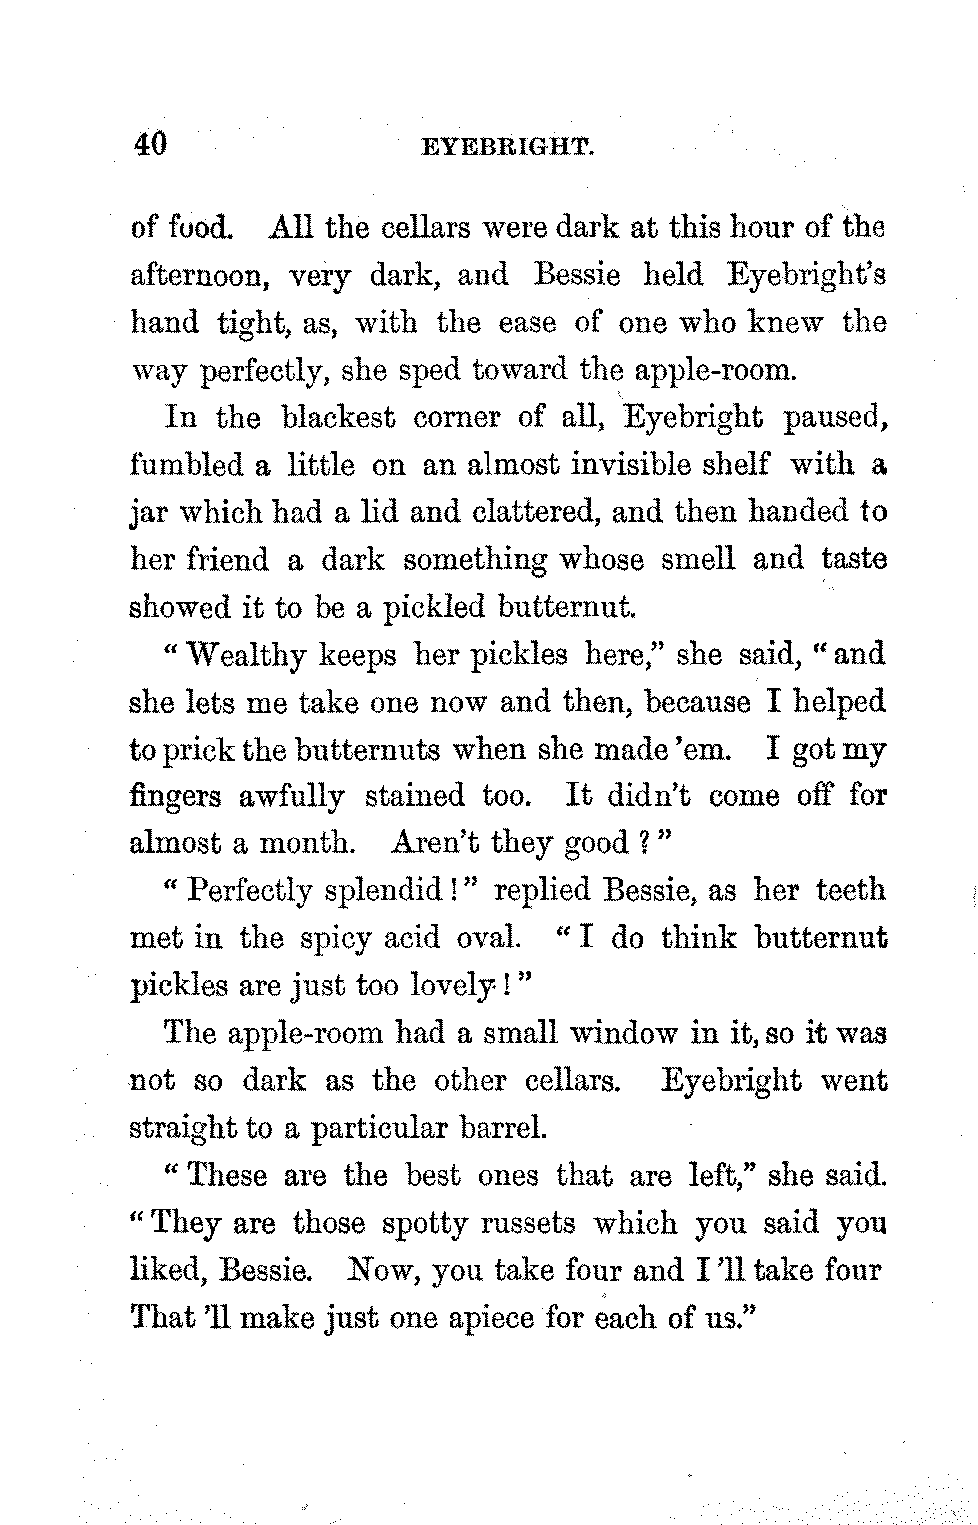 40 EYEBRIGHT.
of food. All the cellars were dark at this hour of the
afternoon, very dark, and Bessie held Eyebright's
hand tight, as, with the ease of one who knew the
way perfectly, she sped toward the apple-room.
In the blackest corner of all, Eyebright paused,
fumbled a little on an almost invisible shelf with a
jar which had a lid and clattered, and then handed to
her friend a dark something whose smell and taste
showed it to be a pickled butternut.
" Wealthy keeps her pickles here," she said, " and
she lets me take one now and then, because I helped
to prick the butternuts when she made 'em. I got my
fingers awfully stained too. It didn't come off for
almost a month. Aren't they good ? "
" Perfectly splendid ! " replied Bessie, as her teeth
met in the spicy acid oval. " I do think butternut
pickles are just too lovely ! "
The apple-room had a small window in it, so it was
not so dark as the other cellars. Eyebright went
straight to a particular barrel.
" These are the best ones that are left," she said.
" They are those spotty russets which you said you
liked, Bessie. Now, you take four and I 'll take four
That 'll make just one apiece for each of us."